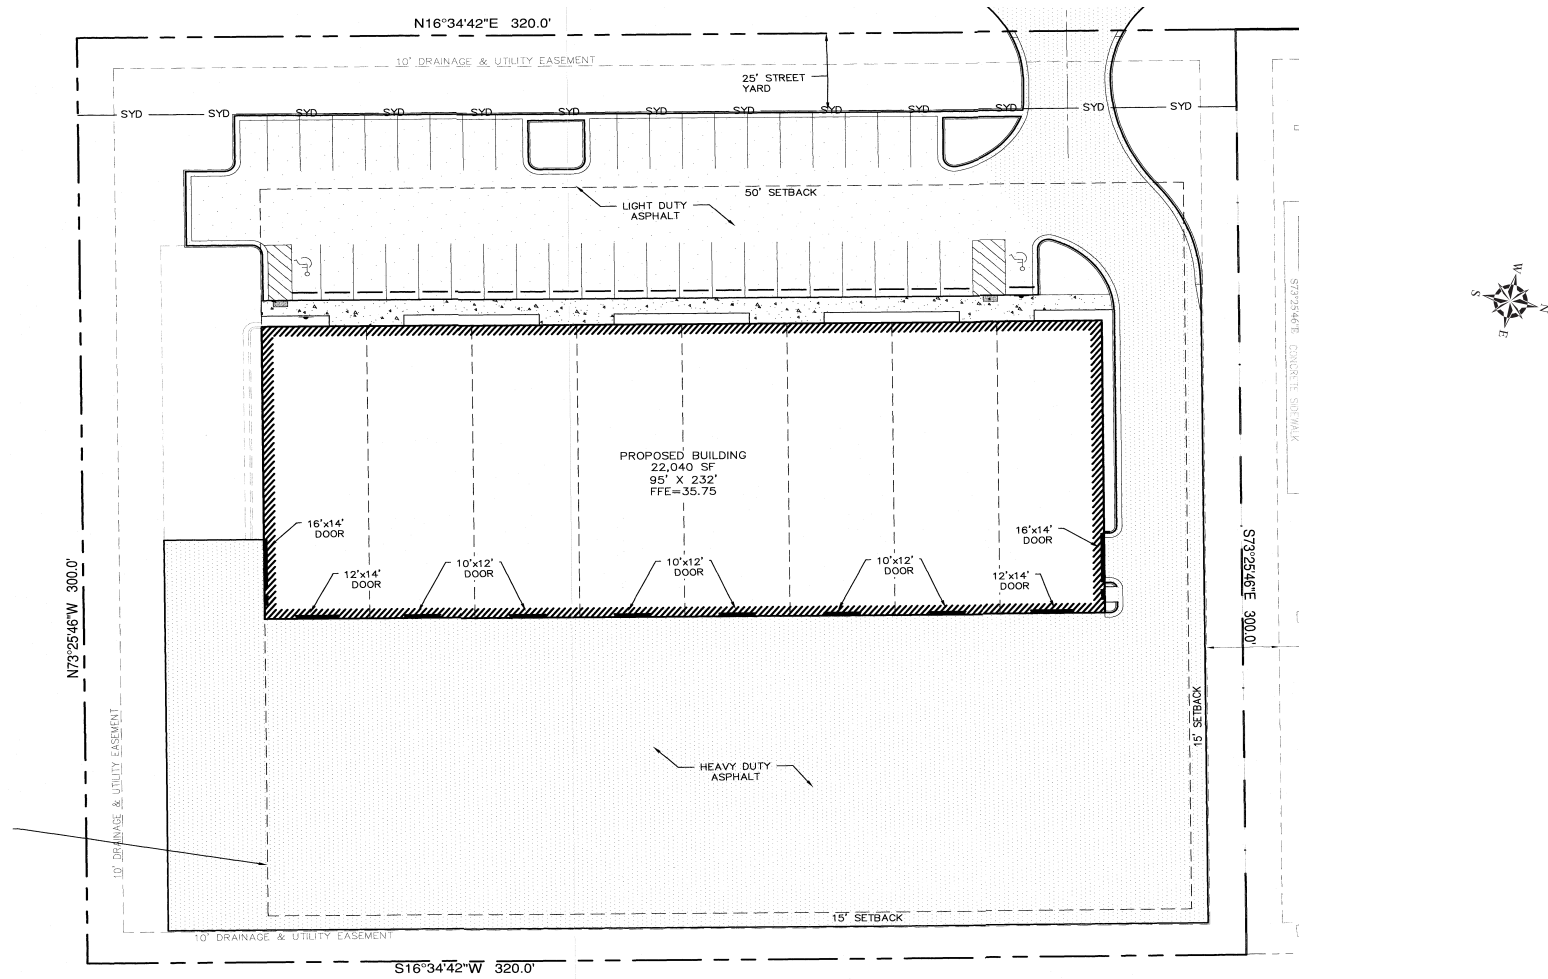 N16°34'42"E 320.0'
10' DRAINAGE & UTILITY EASEMENT
25' STREET
YARD
SYD SYD SYD SYD SYD SYD SYD SYD SYD SYD SYD SYD SYD
50' SETBACK
LIGHT DUTY
ASPHALT
W
S
N
E
S73°25'46"E CONCRETE SIDEWALK
PROPOSED BUILDING
22,040 SF
95' X 232'
FFE=35.75
16'x14'
DOOR
16'x14'
DOOR
12'x14'
DOOR
10'x12'
DOOR
10'x12'
DOOR
10'x12'
DOOR
12'x14'
DOOR
N73°25'46"W 300.0'
S73°25'46"E 300.0'
10' DRAINAGE & UTILITY EASEMENT
15' SETBACK
HEAVY DUTY
ASPHALT
15' SETBACK
10' DRAINAGE & UTILITY EASEMENT
S16°34'42"W 320.0'